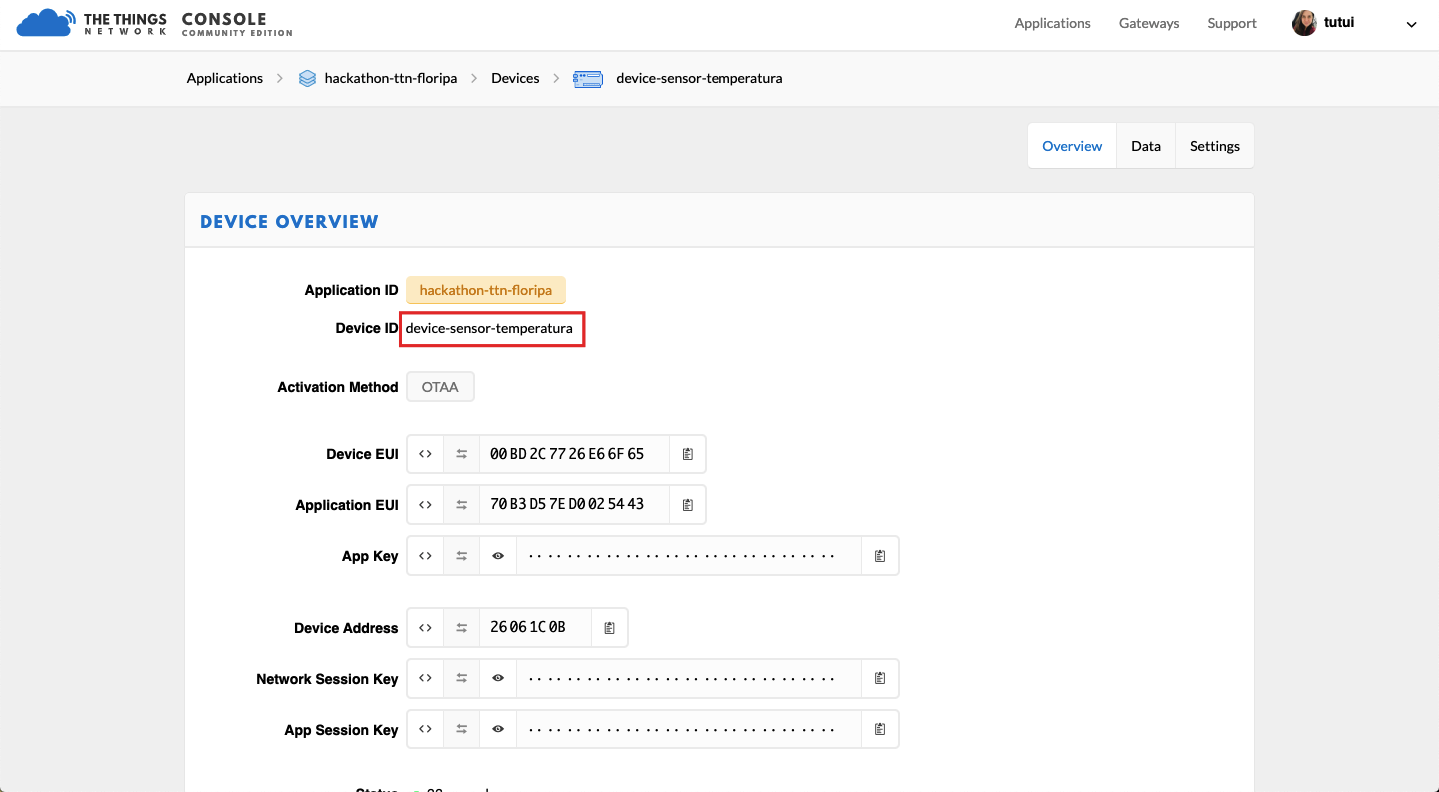 THE THINGS NETWORK CONSOLE COMMUNITY EDITION
Applications Gateways Support tutui
Applications > hackathon-ttn-floripa > Devices > device-sensor-temperatura
Overview Data Settings
DEVICE OVERVIEW
Application ID hackathon-ttn-floripa
Device ID device-sensor-temperatura
Activation Method OTAA
Device EUI <> 00 BD 2C 77 26 E6 6F 65
Application EUI <> 70 B3 D5 7E D0 02 54 43
App Key <>
Device Address <> 26 06 1C 0B
Network Session Key <>
App Session Key <>